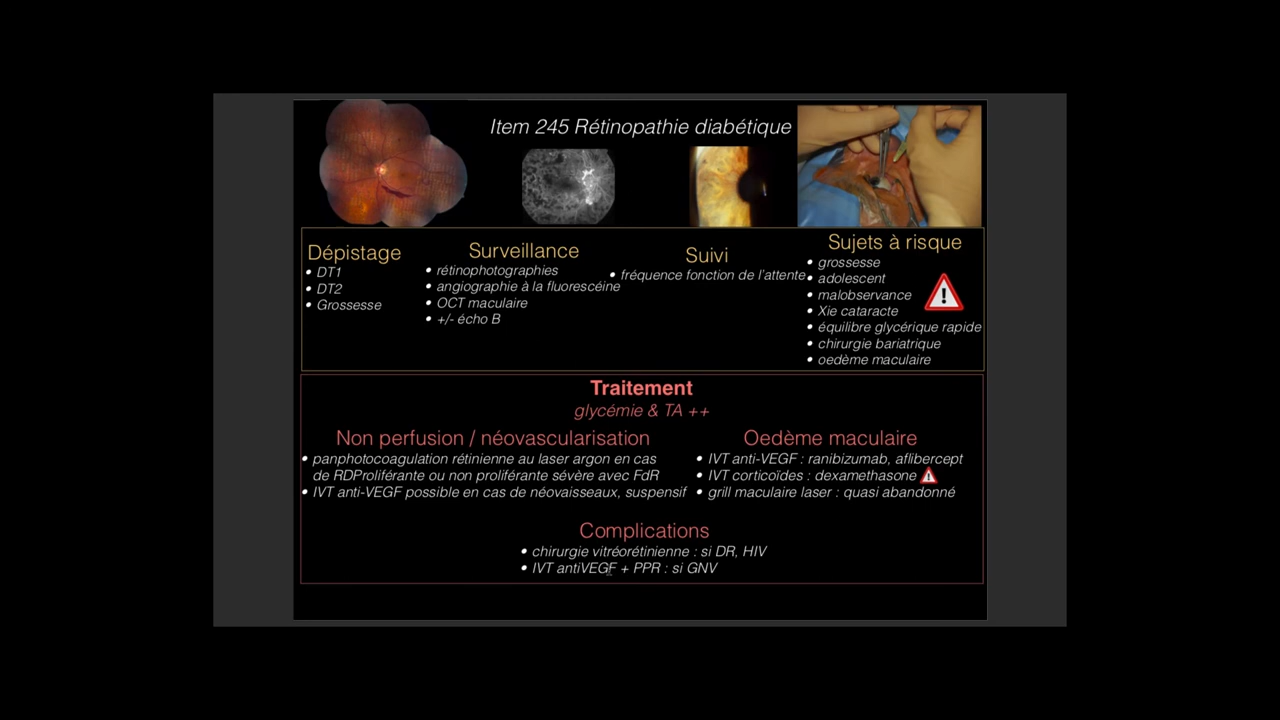 Item 245 Rétinopathie diabétique
Dépistage
• DT1
• DT2
• Grossesse
Surveillance
• rétinophotographies
• angiographie à la fluorescéine
• OCT maculaire
• +/- écho B
Suivi
• fréquence fonction de l'attente
Sujets à risque
• grossesse
• adolescent
• malobservance
• Xie cataracte
• équilibre glycérique rapide
• chirurgie bariatrique
• oedème maculaire
Traitement
glycémie & TA ++
Non perfusion / néovascularisation
• panphotocoagulation rétinienne au laser argon en cas
de RDProliférante ou non proliférante sévère avec FdR
• IVT anti-VEGF possible en cas de néovaisseaux, suspensif
Oedème maculaire
• IVT anti-VEGF : ranibizumab, aflibercept
• IVT corticoïdes : dexamethasone
• grill maculaire laser : quasi abandonné
Complications
• chirurgie vitréorétinienne : si DR, HIV
• IVT antiVEGF + PPR : si GNV